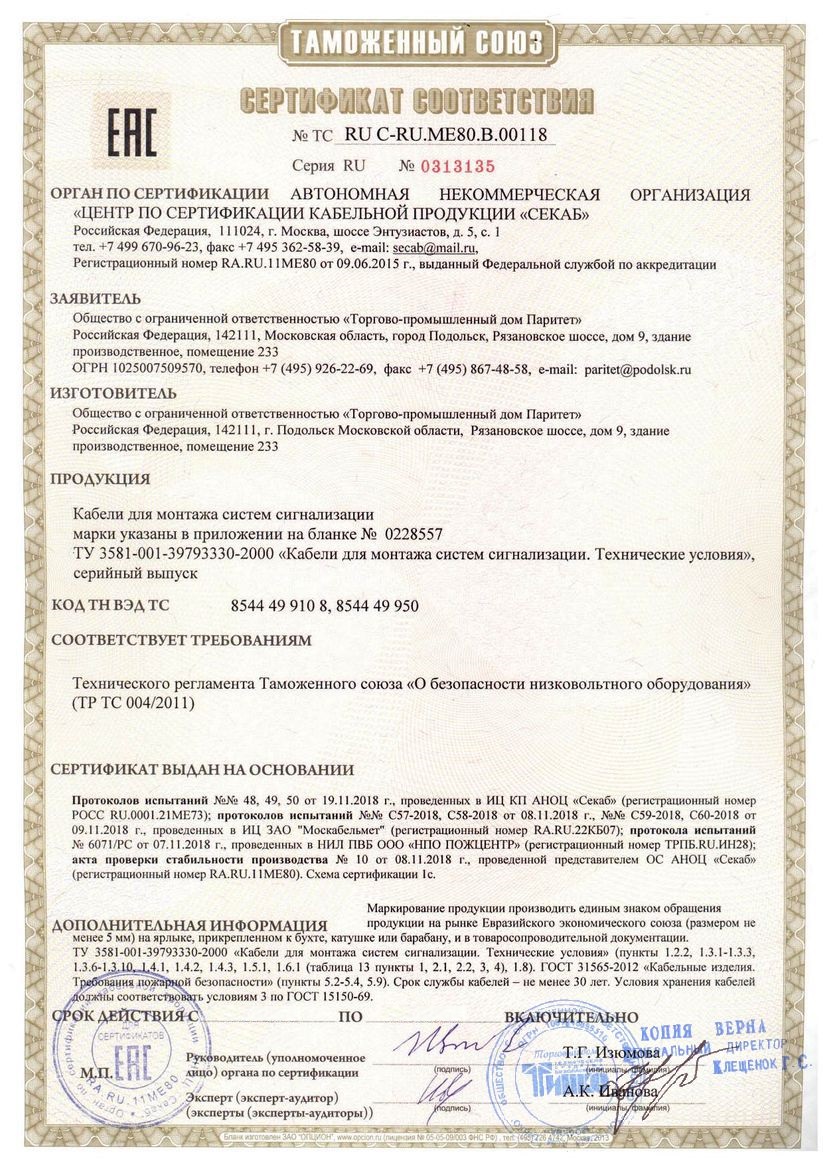 ТАМОЖЕННЫЙ СОЮЗ
СЕРТИФИКАТ СООТВЕТСТВИЯ
ЕАС
№ ТС RU С-RU.МЕ80.В.00118
Серия RU № 0313135
ОРГАН ПО СЕРТИФИКАЦИИ АВТОНОМНАЯ НЕКОММЕРЧЕСКАЯ ОРГАНИЗАЦИЯ
«ЦЕНТР ПО СЕРТИФИКАЦИИ КАБЕЛЬНОЙ ПРОДУКЦИИ «СЕКАБ»
Российская Федерация, 111024, г. Москва, шоссе Энтузиастов, д. 5, с. 1
тел. +7 499 670-96-23, факс +7 495 362-58-39, e-mail: secab@mail.ru,
Регистрационный номер RA.RU.11МЕ80 от 09.06.2015 г., выданный Федеральной службой по аккредитации
ЗАЯВИТЕЛЬ
Общество с ограниченной ответственностью «Торгово-промышленный дом Паритет»
Российская Федерация, 142111, Московская область, город Подольск, Рязановское шоссе, дом 9, здание
производственное, помещение 233
ОГРН 1025007509570, телефон +7 (495) 926-22-69, факс +7 (495) 867-48-58, e-mail: paritet@podolsk.ru
ИЗГОТОВИТЕЛЬ
Общество с ограниченной ответственностью «Торгово-промышленный дом Паритет»
Российская Федерация, 142111, г. Подольск Московской области, Рязановское шоссе, дом 9, здание
производственное, помещение 233
ПРОДУКЦИЯ
Кабели для монтажа систем сигнализации
марки указаны в приложении на бланке № 0228557
ТУ 3581-001-39793330-2000 «Кабели для монтажа систем сигнализации. Технические условия»,
серийный выпуск
КОД ТН ВЭД ТС 8544 49 910 8, 8544 49 950
СООТВЕТСТВУЕТ ТРЕБОВАНИЯМ
Технического регламента Таможенного союза «О безопасности низковольтного оборудования»
(ТР ТС 004/2011)
СЕРТИФИКАТ ВЫДАН НА ОСНОВАНИИ
Протоколов испытаний №№ 48, 49, 50 от 19.11.2018 г., проведенных в ИЦ КП АНОЦ «Секаб» (регистрационный номер
РОСС RU.0001.21МЕ73); протоколов испытаний №№ С57-2018, С58-2018 от 08.11.2018 г., №№ С59-2018, С60-2018 от
09.11.2018 г., проведенных в ИЦ ЗАО "Москабельмет" (регистрационный номер RA.RU.22КБ07); протокола испытаний
№ 6071/РС от 07.11.2018 г., проведенных в НИЛ ПВБ ООО «НПО ПОЖЦЕНТР» (регистрационный номер ТРПБ.RU.ИН28);
акта проверки стабильности производства № 10 от 08.11.2018 г., проведенной представителем ОС АНОЦ «Секаб»
(регистрационный номер RA.RU.11МЕ80). Схема сертификации 1с.
ДОПОЛНИТЕЛЬНАЯ ИНФОРМАЦИЯ
Маркирование продукции производить единым знаком обращения
продукции на рынке Евразийского экономического союза (размером не
менее 5 мм) на ярлыке, прикрепленном к бухте, катушке или барабану, и в товаросопроводительной документации.
ТУ 3581-001-39793330-2000 «Кабели для монтажа систем сигнализации. Технические условия» (пункты 1.2.2, 1.3.1-1.3.3,
1.3.6-1.3.10, 1.4.1, 1.4.2, 1.4.3, 1.5.1, 1.6.1 (таблица 13 пункты 1, 2.1, 2.2, 3, 4), 1.8). ГОСТ 31565-2012 «Кабельные изделия.
Требования пожарной безопасности» (пункты 5.2-5.4, 5.9). Срок службы кабелей – не менее 30 лет. Условия хранения кабелей
должны соответствовать условиям 3 по ГОСТ 15150-69.
СРОК ДЕЙСТВИЯ С ПО ВКЛЮЧИТЕЛЬНО
ДЛЯ
СЕРТИФИКАТОВ
ЕАС
RA.RU.11МЕ80
М.П.
Руководитель (уполномоченное
лицо) органа по сертификации
(подпись)
Т.Г. Изюмова
(инициалы, фамилия)
Эксперт (эксперт-аудитор)
(эксперты (эксперты-аудиторы))
(подпись)
А.К. Иванова
(инициалы, фамилия)
КОПИЯ ВЕРНА
ДИРЕКТОР
КЛЕЩЕНОК Г.С.
Бланк изготовлен ЗАО "ОПЦИОН", www.opcion.ru (лицензия № 05-05-09/003 ФНС РФ), Москва, 2013